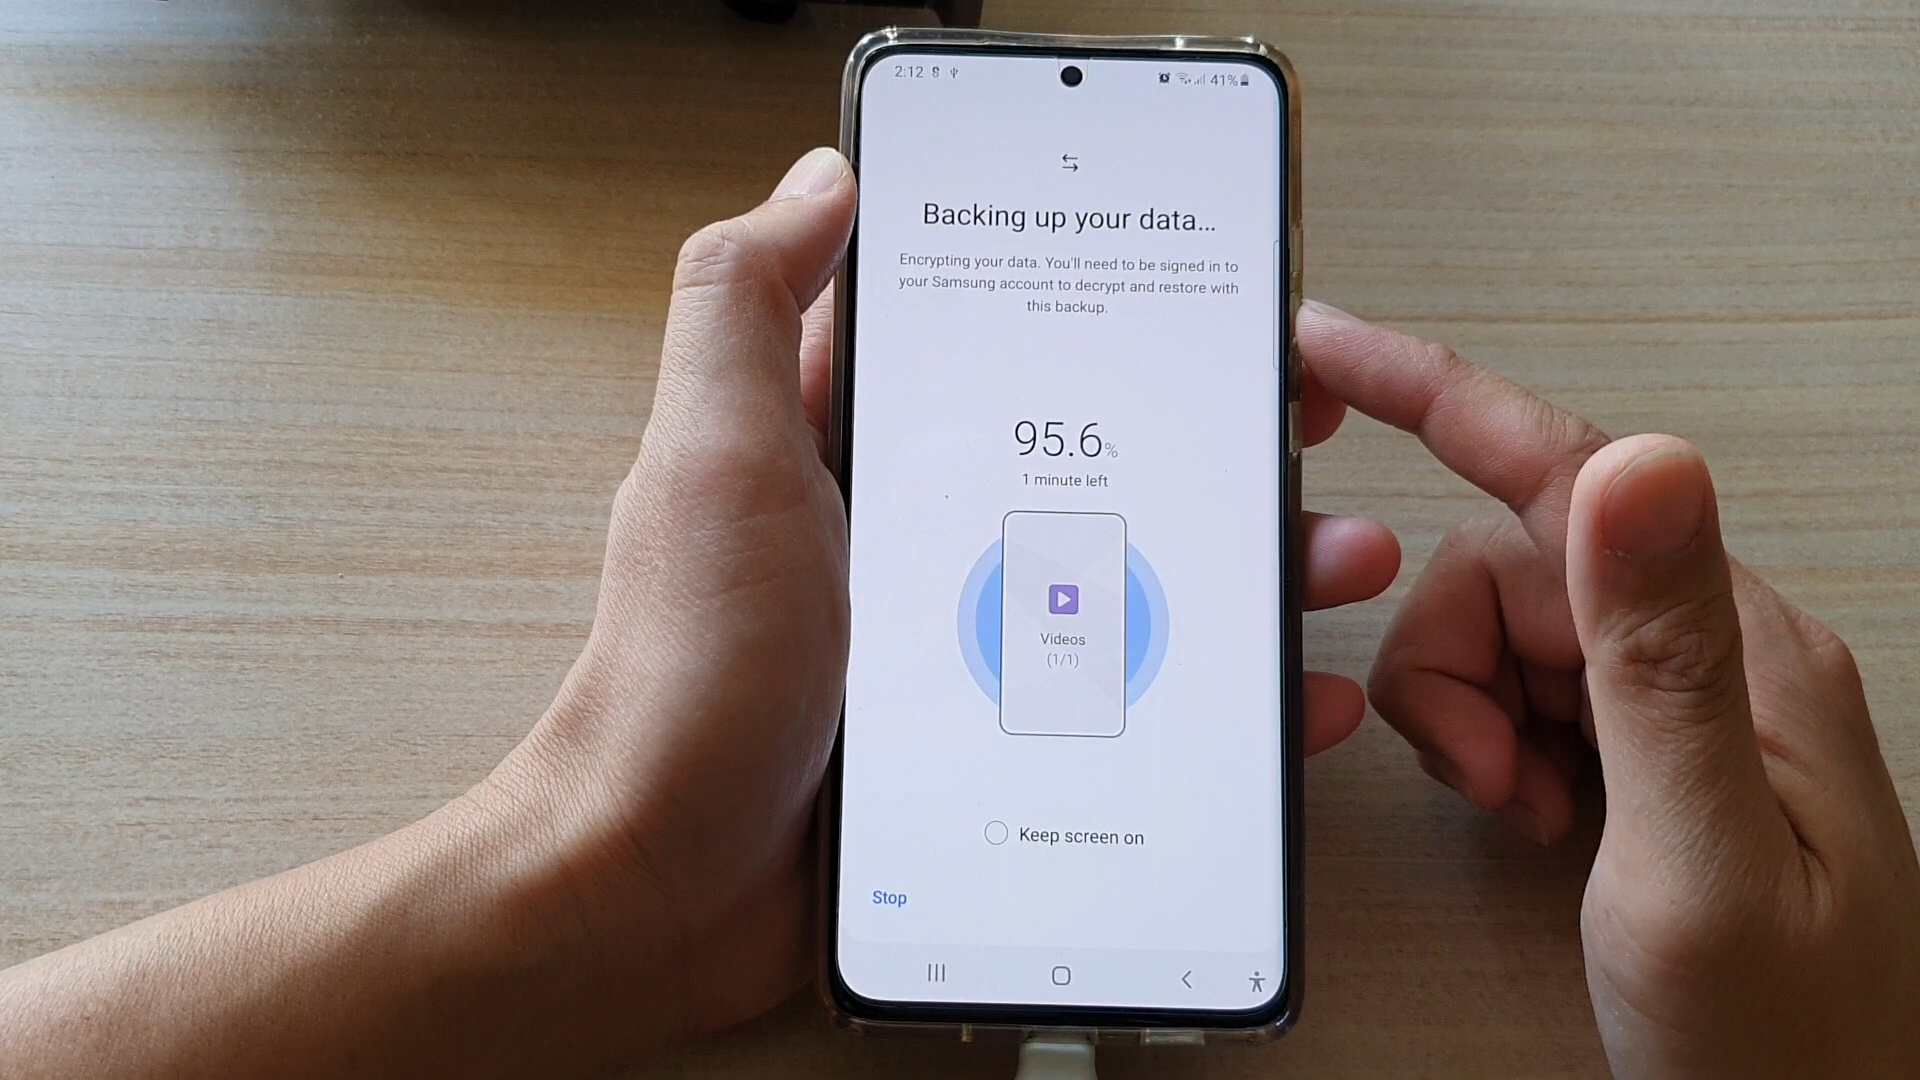 2:12
41%
Backing up your data...
Encrypting your data. You'll need to be signed in to
your Samsung account to decrypt and restore with
this backup.
95.6%
1 minute left
Videos
(1/1)
Keep screen on
Stop